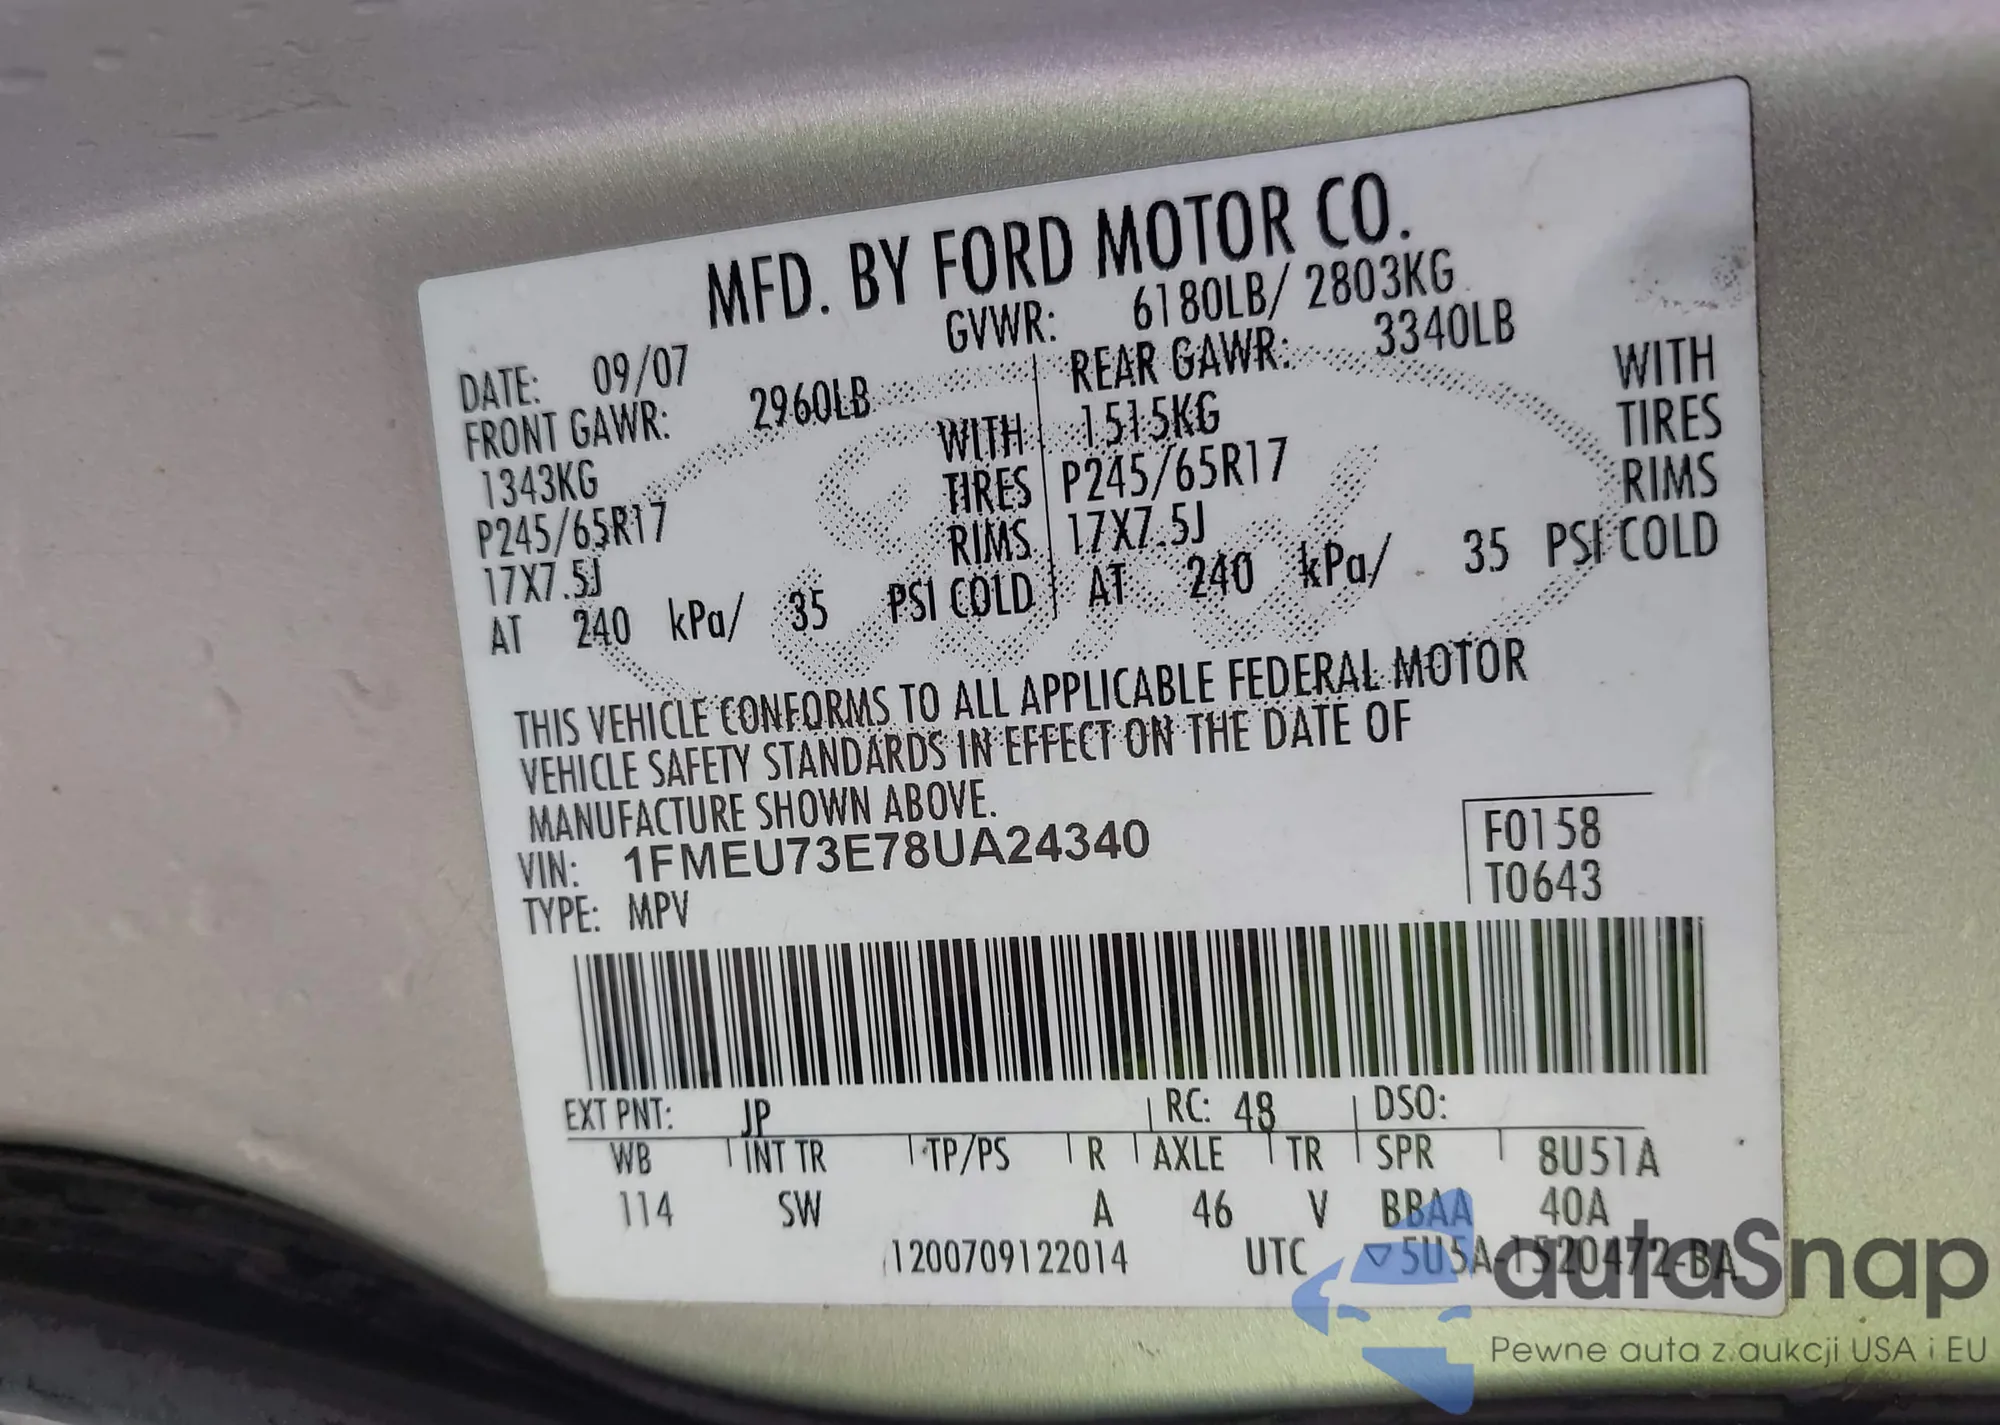 MFD. BY FORD MOTOR CO.
DATE: 09/07 GVWR: 6180LB/ 2803KG
FRONT GAWR: 2960LB REAR GAWR: 3340LB
1343KG WITH 1515KG WITH
P245/65R17 TIRES P245/65R17 TIRES
17X7.5J RIMS 17X7.5J RIMS
AT 240 kPa/ 35 PSI COLD AT 240 kPa/ 35 PSI COLD
THIS VEHICLE CONFORMS TO ALL APPLICABLE FEDERAL MOTOR
VEHICLE SAFETY STANDARDS IN EFFECT ON THE DATE OF
MANUFACTURE SHOWN ABOVE.
VIN: 1FMEU73E78UA24340 F0158
TYPE: MPV T0643
EXT PNT: JP RC: 48 DSO:
WB INT TR TP/PS R AXLE TR SPR 8U51A
114 SW A 46 V BBAA 40A
1200709122014 UTC ▽5U5A-1520472-BA
autaSnap
Pewne auta z aukcji USA i EU